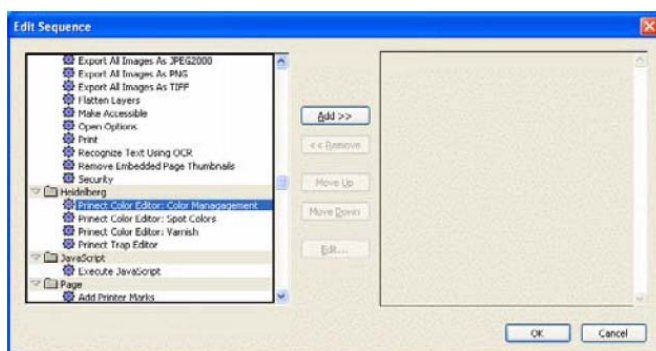 Edit Sequence
Export All Images As JPEG2000
Export All Images As PNG
Export All Images As TIFF
Flatten Layers
Make Accessible
Open Options
Print
Recognize Text Using OCR
Remove Embedded Page Thumbnails
Security
Heidelberg
Prinect Color Editor: Color Managagement
Prinect Color Editor: Spot Colors
Prinect Color Editor: Varnish
Prinect Trap Editor
JavaScript
Execute JavaScript
Page
Add Printer Marks
Add >>
<< Remove
Move Up
Move Down
Edit...
OK
Cancel